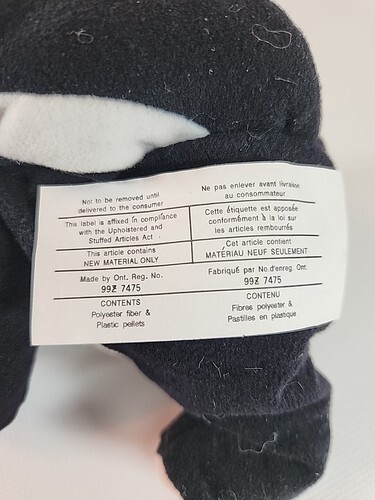 Not to be removed until
delivered to the consumer
This label is affixed in compliance
with the Upholstered and
Stuffed Articles Act
This article contains
NEW MATERIAL ONLY
Made by Ont. Reg. No.
99Z 7475
CONTENTS
Polyester fiber &
Plastic pellets
Ne pas enlever avant livraison
au consommateur
Cette étiquette est apposée
conformément à la loi sur
les articles rembourrés
Cet article contient
MATÉRIAU NEUF SEULEMENT
Fabriqué par No.d'enreg. Ont.
99Z 7475
CONTENU
Fibres polyester &
Pastilles en plastique